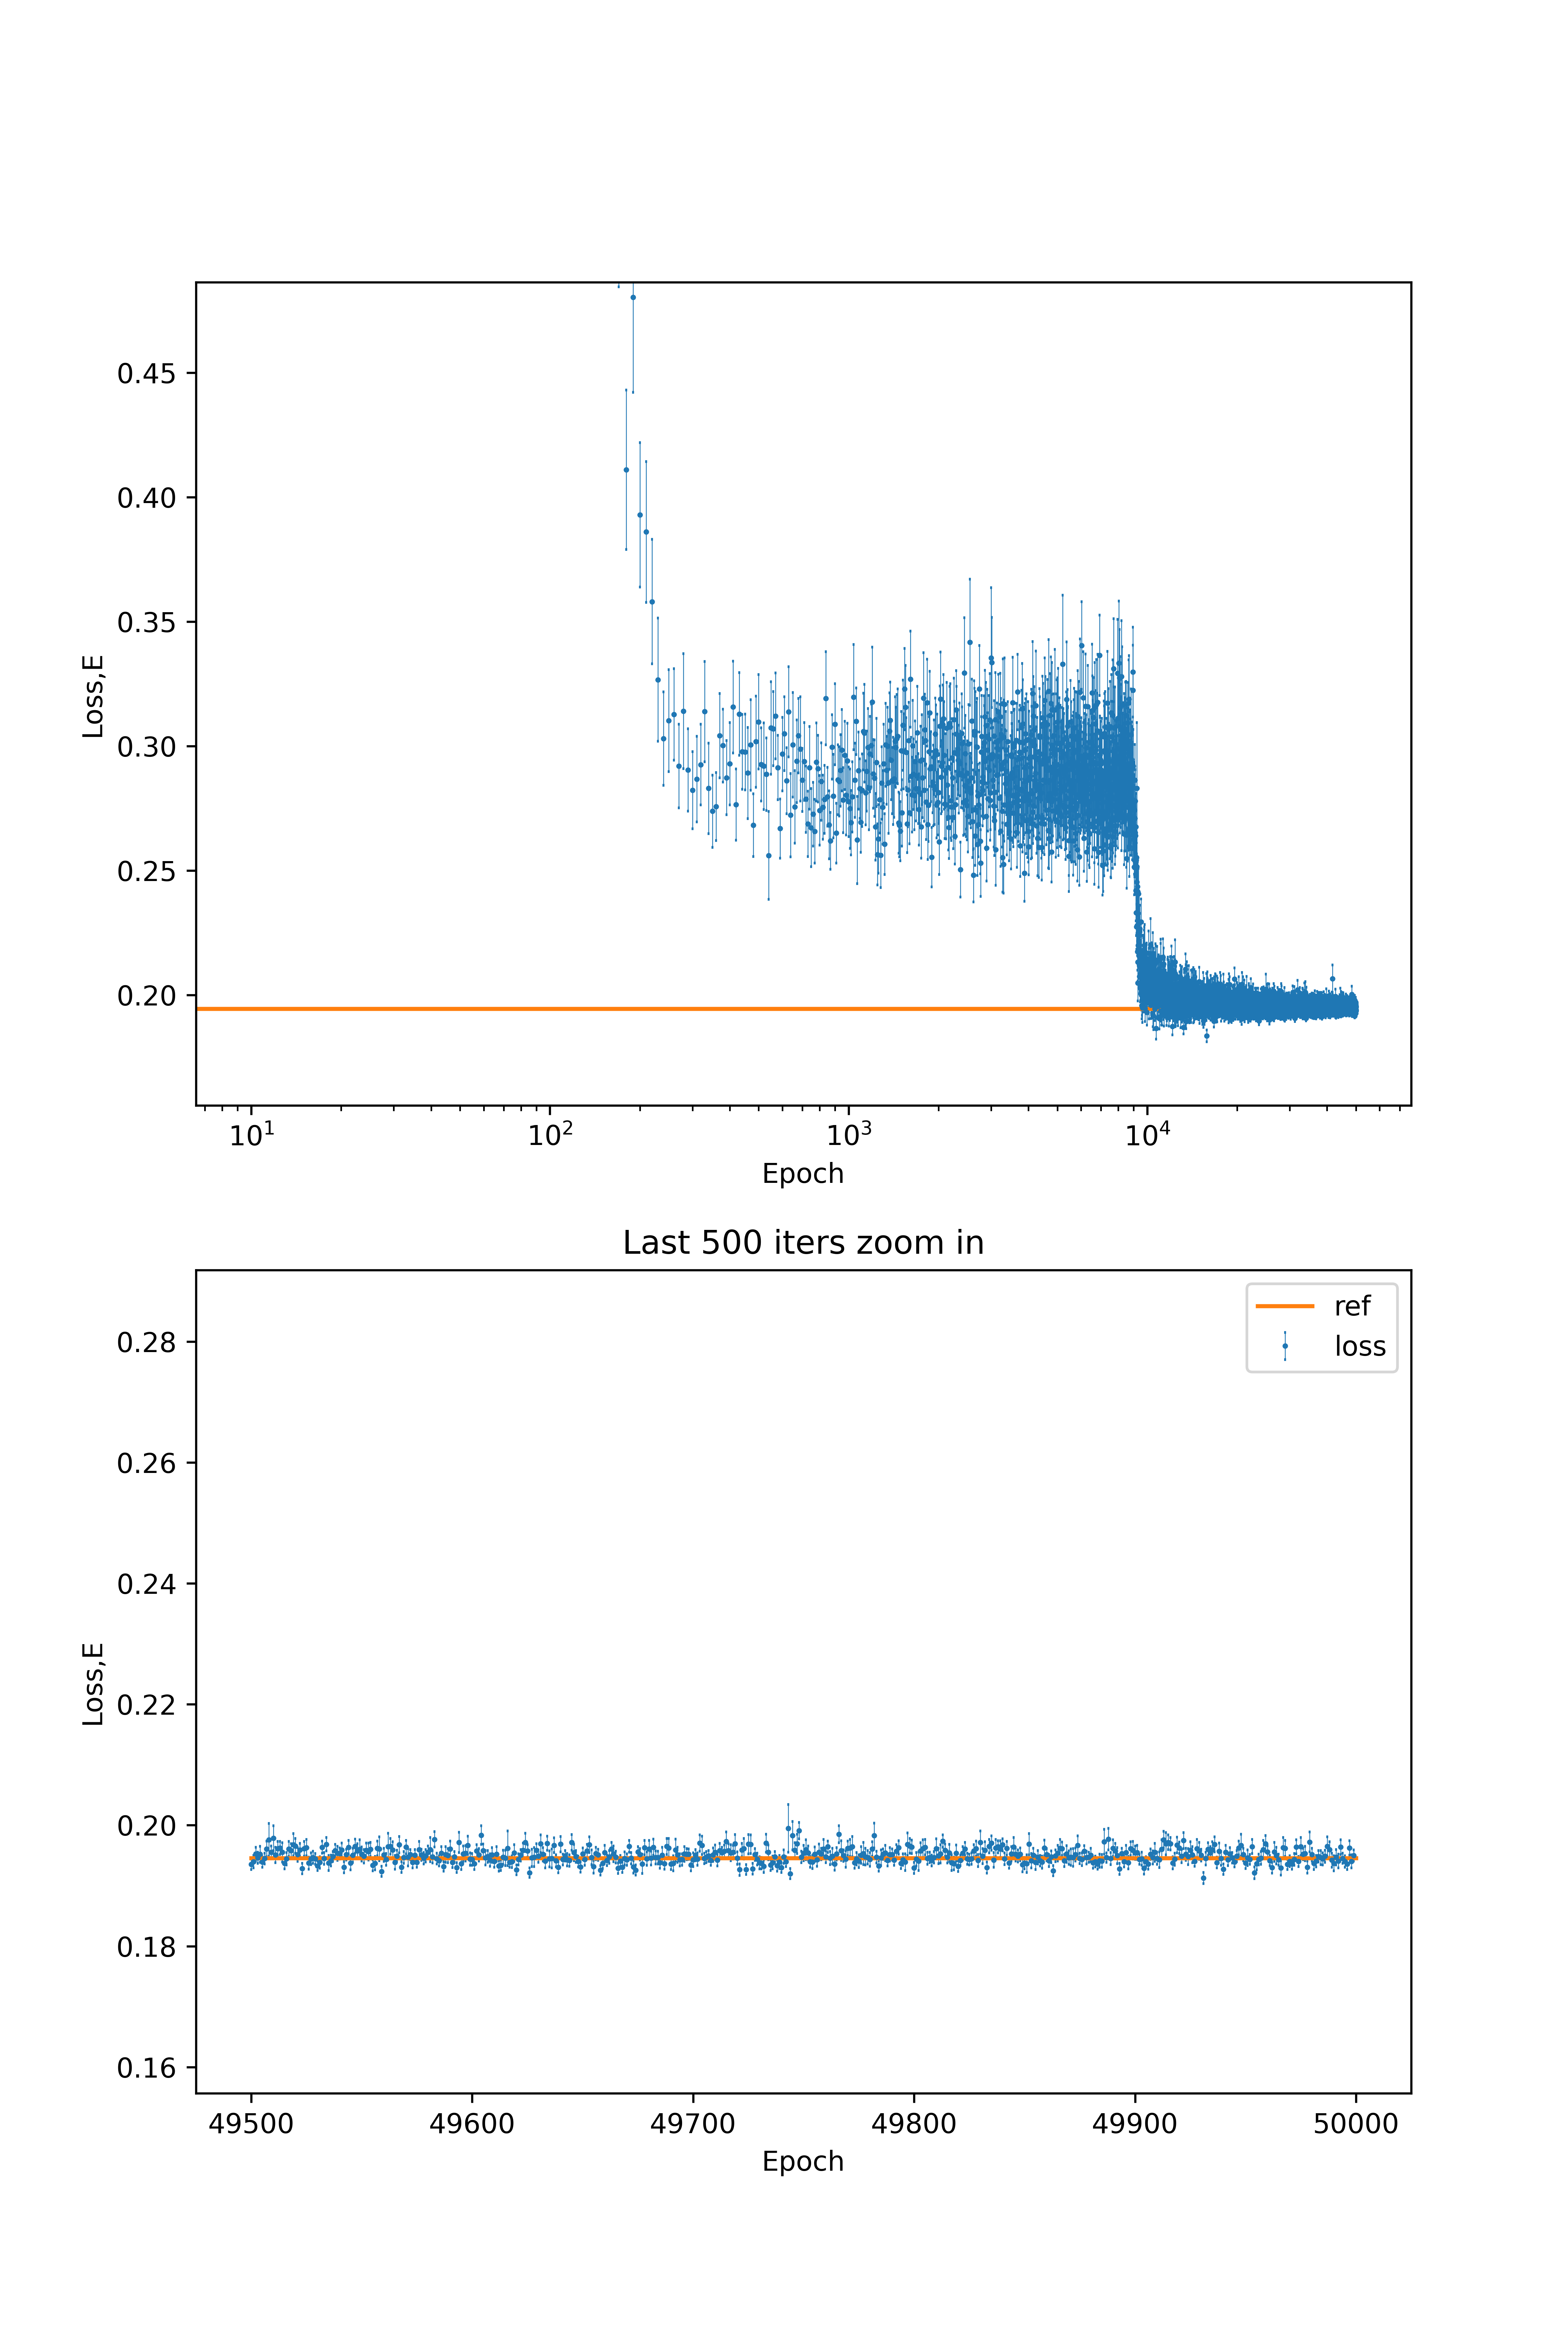 0.45
0.40
0.35
0.30
0.25
0.20
Loss,E
10¹ 10² 10³ 10⁴
Epoch
Last 500 iters zoom in
ref
loss
0.28
0.26
0.24
0.22
0.20
0.18
0.16
Loss,E
49500 49600 49700 49800 49900 50000
Epoch